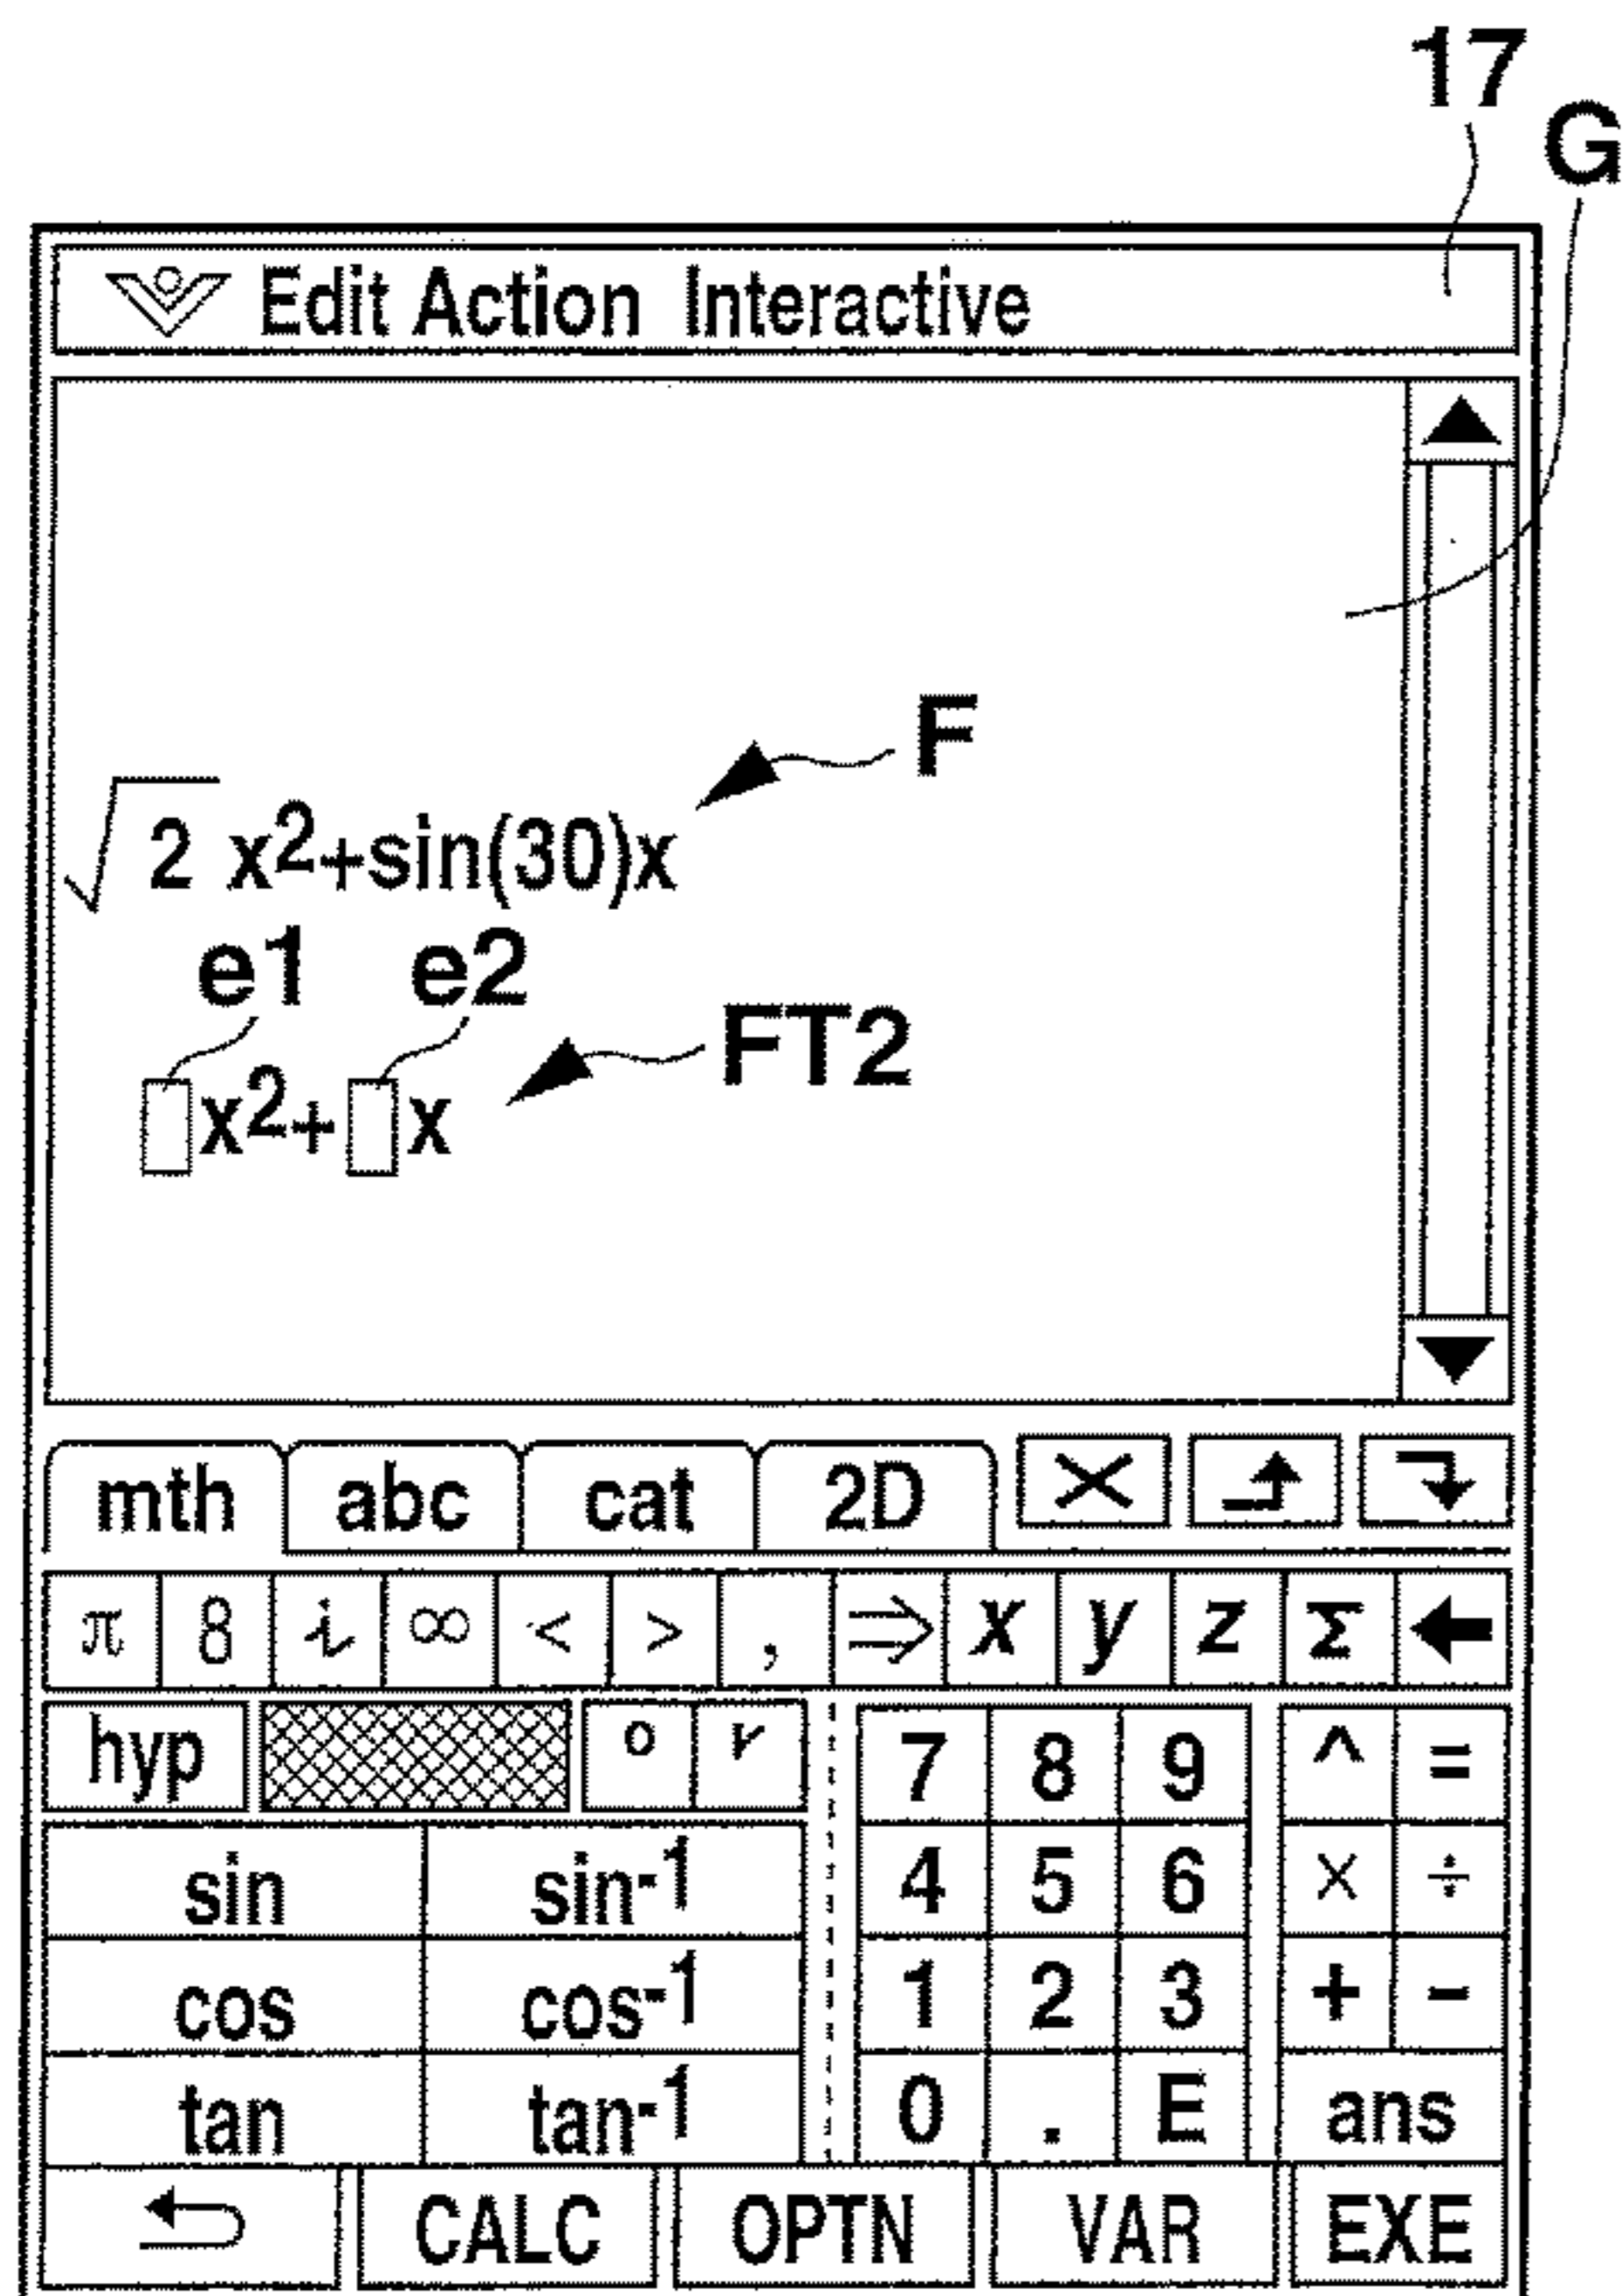 17
G
Edit Action Interactive
F
√2 x²+sin(30)x
e1 e2
FT2
□x²+□x
mth abc cat 2D
π 8 i ∞ < > , ⇒ x y z Σ ←
hyp ° r 7 8 9 ^ =
sin sin-1 4 5 6 × ÷
cos cos-1 1 2 3 + -
tan tan-1 0 . E ans
CALC OPTN VAR EXE